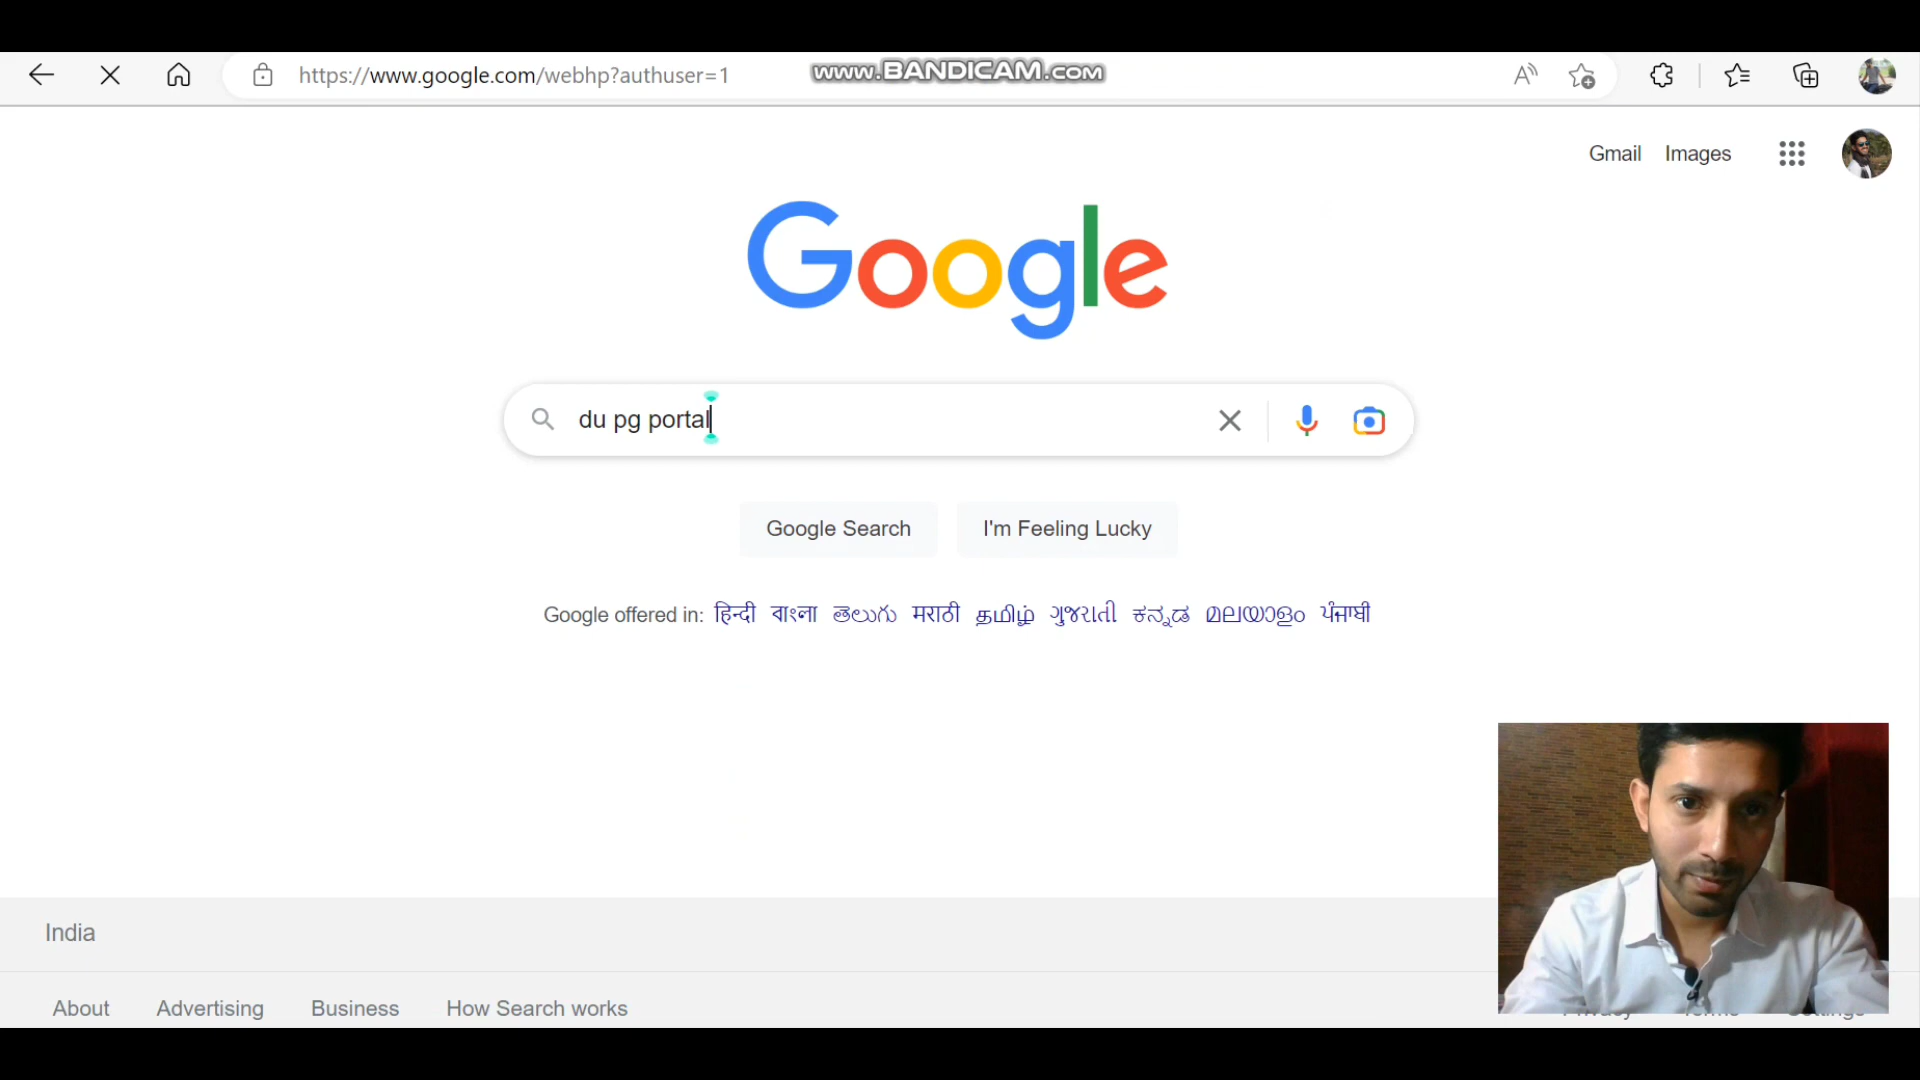 https://www.google.com/webhp?authuser=1
www.BANDICAM.com
Gmail Images
Google
du pg portal
Google Search I'm Feeling Lucky
Google offered in: हिन्दी বাংলা తెలుగు मराठी தமிழ் ગુજરાતી ಕನ್ನಡ മലയാളം ਪੰਜਾਬੀ
India
About Advertising Business How Search works